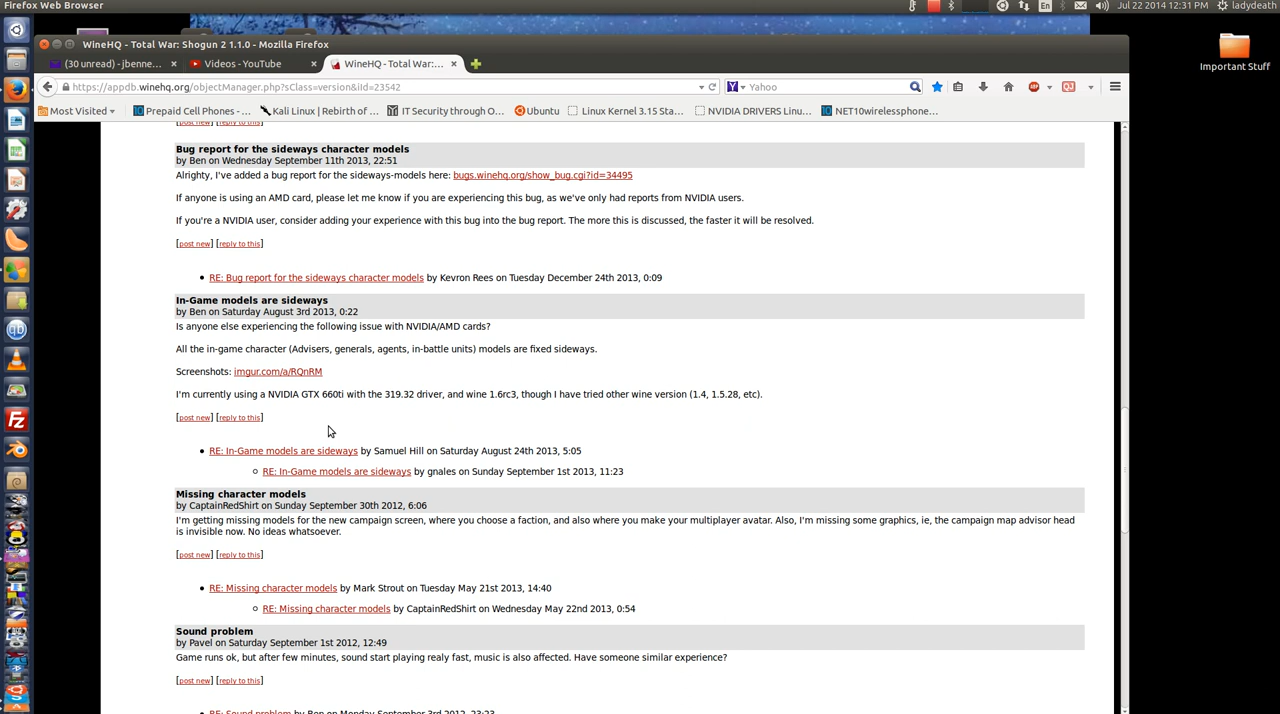 Firefox Web Browser
En
Jul 22 2014 12:31 PM
ladydeath
WineHQ - Total War: Shogun 2 1.1.0 - Mozilla Firefox
(30 unread) - jbenne... ×
Videos - YouTube ×
WineHQ - Total War:... ×
https://appdb.winehq.org/objectManager.php?sClass=version&iId=23542
Yahoo
Most Visited
Prepaid Cell Phones - ...
Kali Linux | Rebirth of ...
IT Security through O...
Ubuntu
Linux Kernel 3.15 Sta...
NVIDIA DRIVERS Linu...
NET10wirelessphone...
Important Stuff
[post new] [reply to this]
Bug report for the sideways character models
by Ben on Wednesday September 11th 2013, 22:51
Alrighty, I've added a bug report for the sideways-models here: bugs.winehq.org/show_bug.cgi?id=34495
If anyone is using an AMD card, please let me know if you are experiencing this bug, as we've only had reports from NVIDIA users.
If you're a NVIDIA user, consider adding your experience with this bug into the bug report. The more this is discussed, the faster it will be resolved.
[post new] [reply to this]
RE: Bug report for the sideways character models by Kevron Rees on Tuesday December 24th 2013, 0:09
In-Game models are sideways
by Ben on Saturday August 3rd 2013, 0:22
Is anyone else experiencing the following issue with NVIDIA/AMD cards?
All the in-game character (Advisers, generals, agents, in-battle units) models are fixed sideways.
Screenshots: imgur.com/a/RQnRM
I'm currently using a NVIDIA GTX 660ti with the 319.32 driver, and wine 1.6rc3, though I have tried other wine version (1.4, 1.5.28, etc).
[post new] [reply to this]
RE: In-Game models are sideways by Samuel Hill on Saturday August 24th 2013, 5:05
RE: In-Game models are sideways by gnales on Sunday September 1st 2013, 11:23
Missing character models
by CaptainRedShirt on Sunday September 30th 2012, 6:06
I'm getting missing models for the new campaign screen, where you choose a faction, and also where you make your multiplayer avatar. Also, I'm missing some graphics, ie, the campaign map advisor head
is invisible now. No ideas whatsoever.
[post new] [reply to this]
RE: Missing character models by Mark Strout on Tuesday May 21st 2013, 14:40
RE: Missing character models by CaptainRedShirt on Wednesday May 22nd 2013, 0:54
Sound problem
by Pavel on Saturday September 1st 2012, 12:49
Game runs ok, but after few minutes, sound start playing realy fast, music is also affected. Have someone similar experience?
[post new] [reply to this]
RE: Sound problem by Ben on Monday September 3rd 2012, 23:23